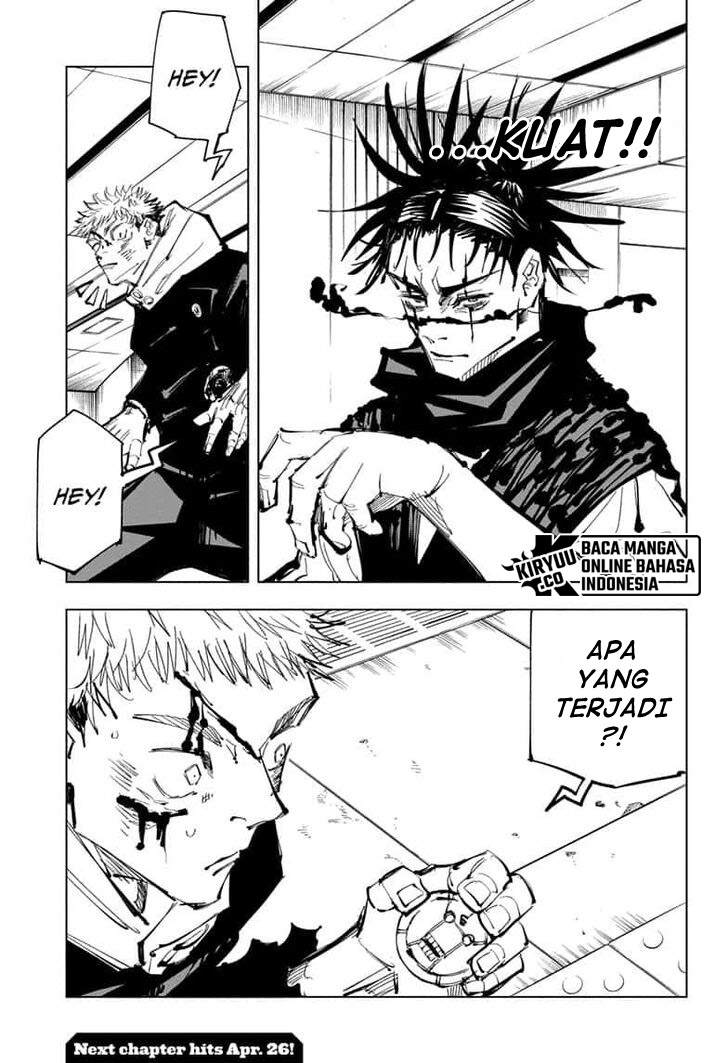 HEY!
...KUAT!!
HEY!
KIRYUU
.CO
BACA MANGA
ONLINE BAHASA
INDONESIA
APA
YANG
TERJADI
?!
Next chapter hits Apr. 26!